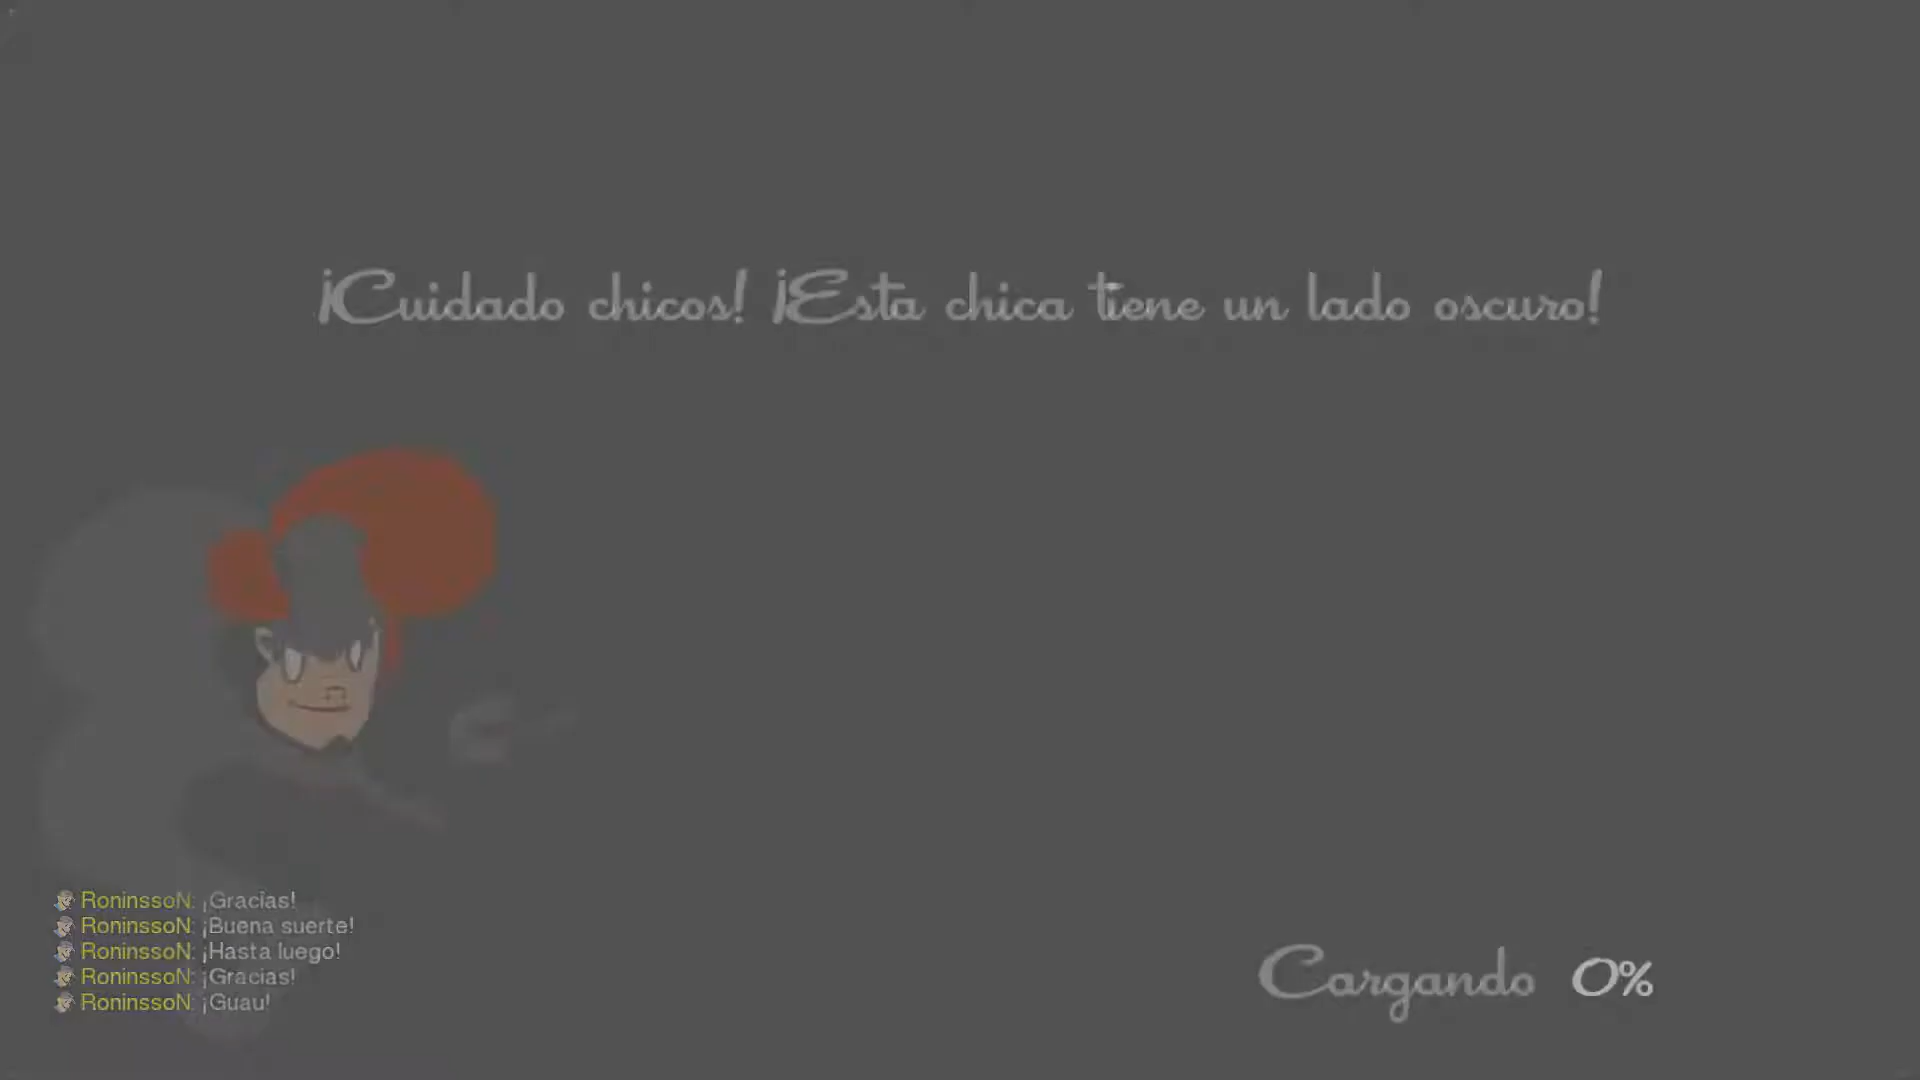 ¡Cuidado chicos! ¡Esta chica tiene un lado oscuro!
RoninssoN: ¡Gracias!
RoninssoN: ¡Buena suerte!
RoninssoN: ¡Hasta luego!
RoninssoN: ¡Gracias!
RoninssoN: ¡Guau!
Cargando 0%